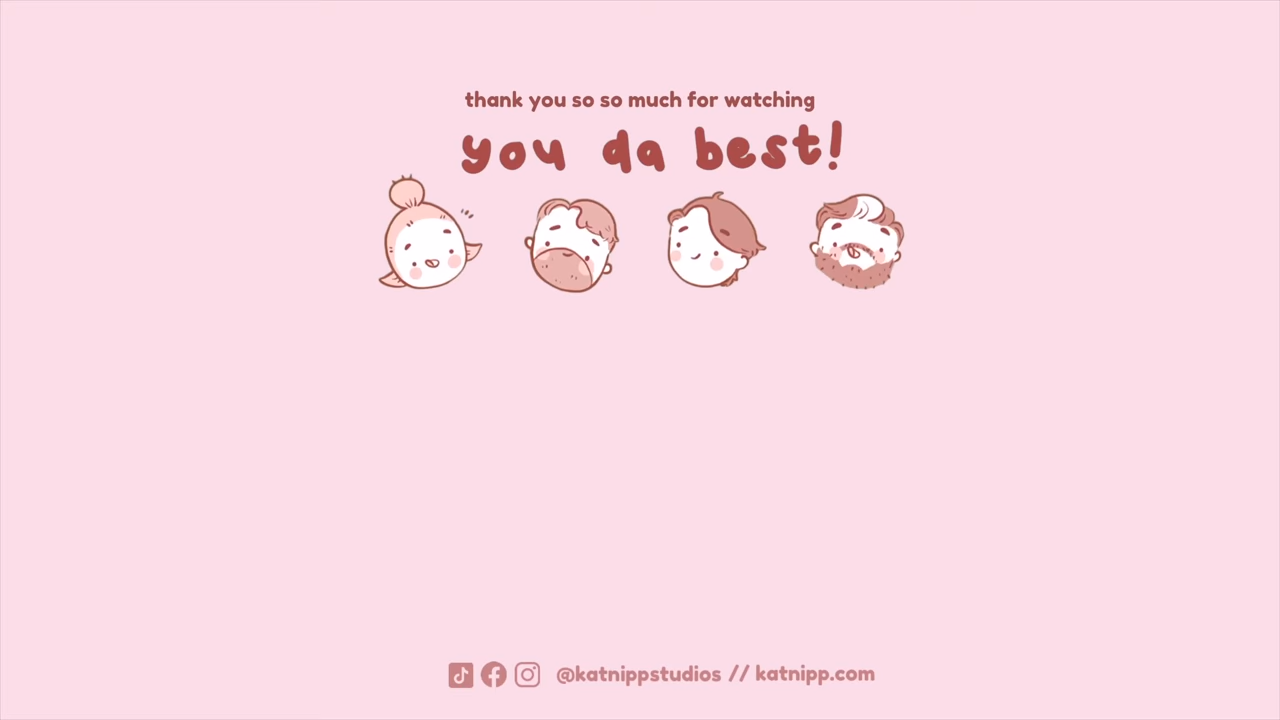 thank you so so much for watching
you da best!
@katnippstudios // katnipp.com